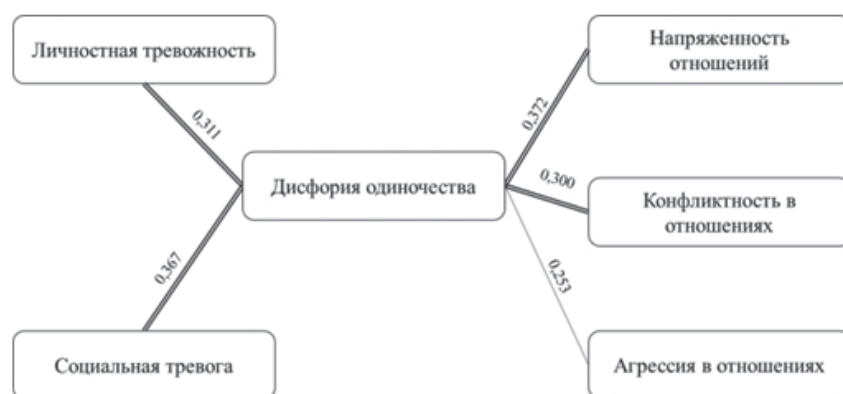 Личностная тревожность
Напряженность
отношений
0,311
0,372
Дисфория одиночества
0,300
Конфликтность в
отношениях
0,367
0,253
Социальная тревога
Агрессия в отношениях